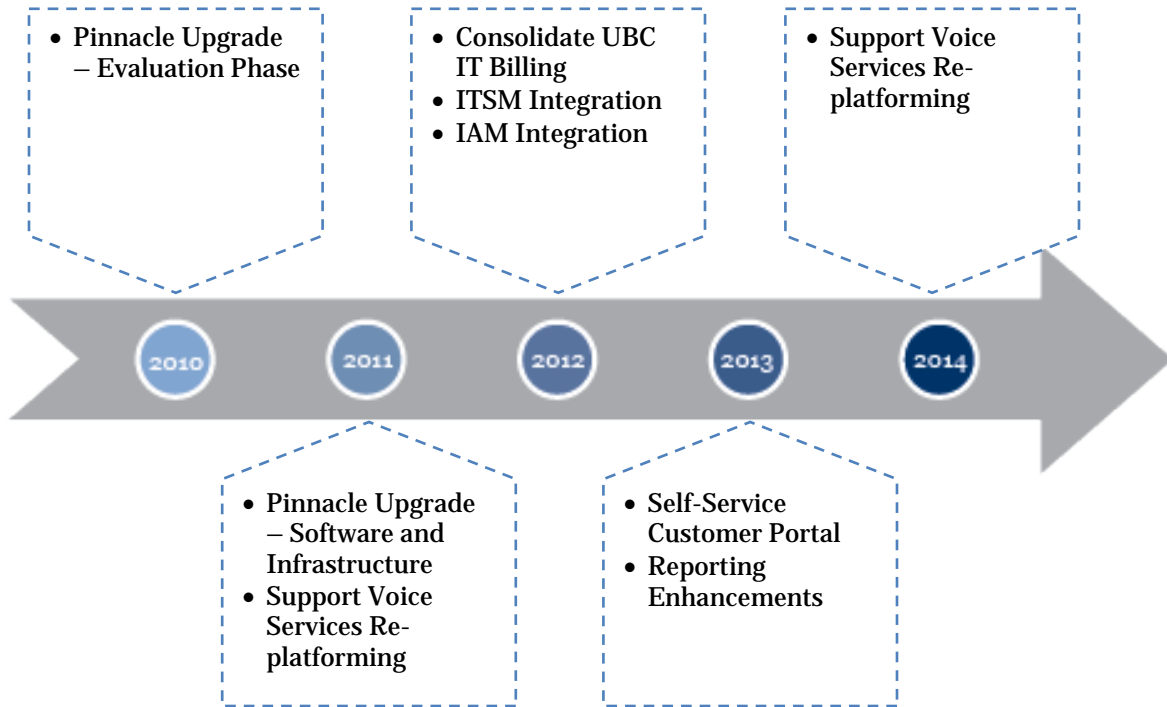 • Pinnacle Upgrade
– Evaluation Phase
• Consolidate UBC
IT Billing
• ITSM Integration
• IAM Integration
• Support Voice
Services Re-
platforming
2010
2011
2012
2013
2014
• Pinnacle Upgrade
– Software and
Infrastructure
• Support Voice
Services Re-
platforming
• Self-Service
Customer Portal
• Reporting
Enhancements